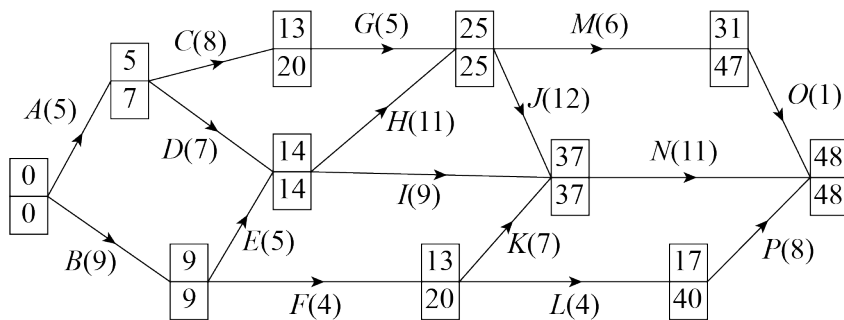 13
G(5)
25
M(6)
31
C(8)
5
20
25
47
7
J(12)
O(1)
A(5)
H(11)
D(7)
14
37
N(11)
48
0
14
I(9)
37
48
0
E(5)
K(7)
B(9)
9
13
17
P(8)
9
F(4)
20
L(4)
40